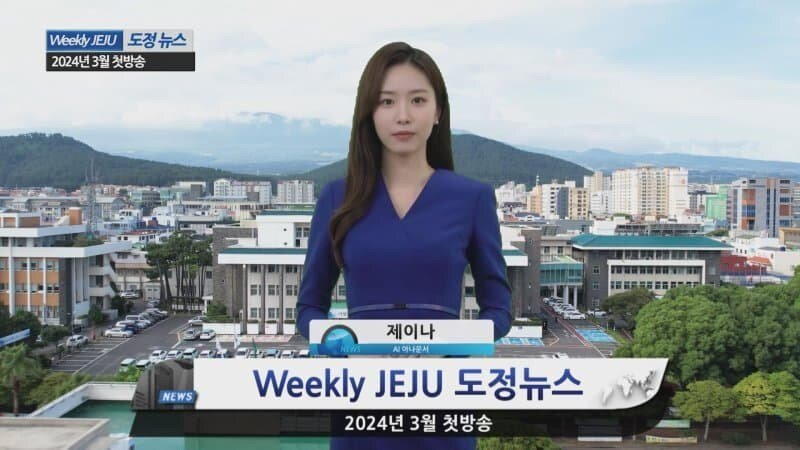 Weekly JEJU 도정 뉴스
2024년 3월 첫방송
제이나
NEWS
AI 아나운서
Weekly JEJU 도정뉴스
NEWS
2024년 3월 첫방송